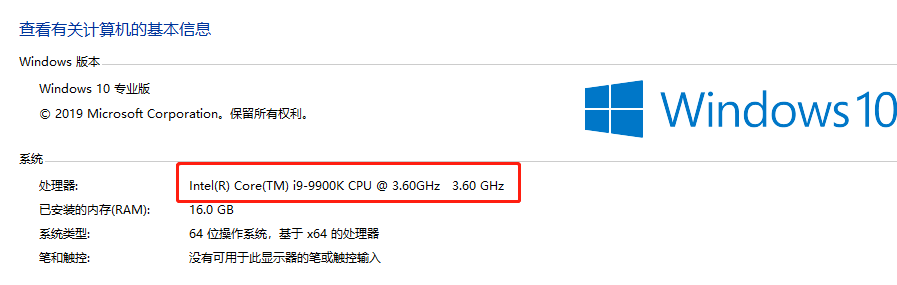 查看有关计算机的基本信息
Windows 版本
Windows 10 专业版
© 2019 Microsoft Corporation。保留所有权利。
Windows 10
系统
处理器: Intel(R) Core(TM) i9-9900K CPU @ 3.60GHz 3.60 GHz
已安装的内存(RAM): 16.0 GB
系统类型: 64 位操作系统，基于 x64 的处理器
笔和触控: 没有可用于此显示器的笔或触控输入